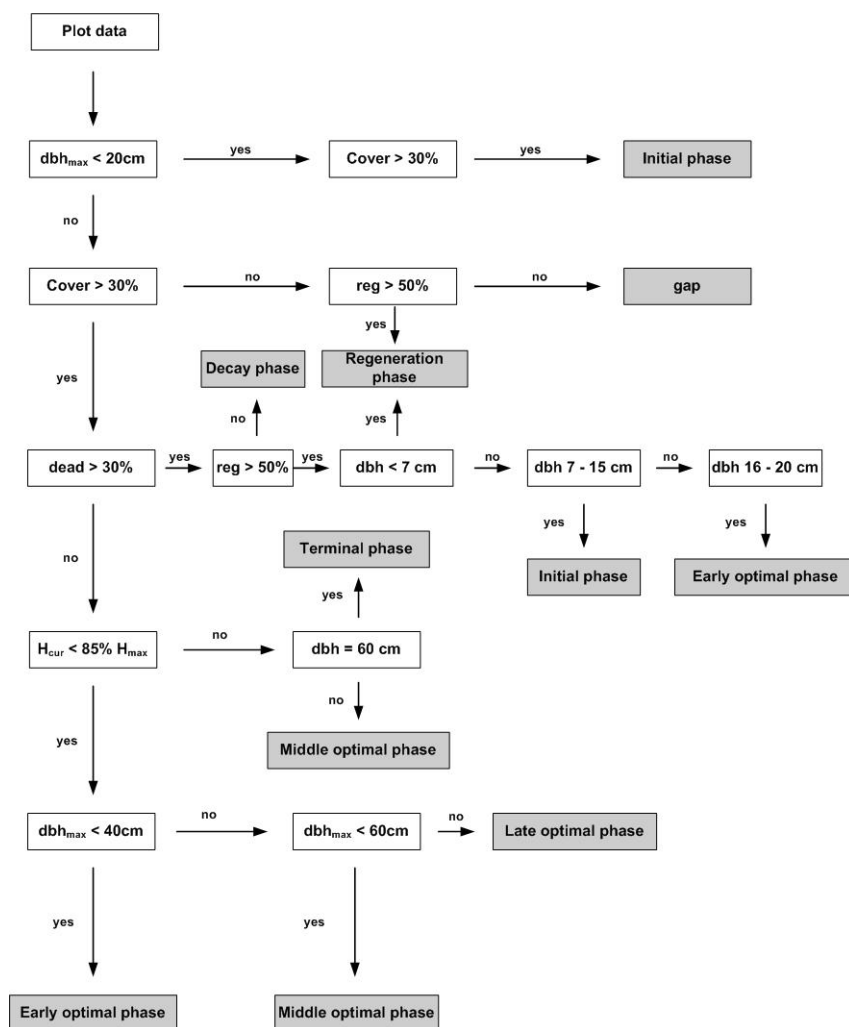 Plot data
dbhmax < 20cm
yes
Cover > 30%
yes
Initial phase
no
Cover > 30%
no
reg > 50%
no
gap
yes
yes
Decay phase
Regeneration
phase
no
yes
dead > 30%
yes
reg > 50%
yes
dbh < 7 cm
no
dbh 7 - 15 cm
no
dbh 16 - 20 cm
no
yes
yes
Terminal phase
Initial phase
Early optimal phase
yes
Hcur < 85% Hmax
no
dbh = 60 cm
yes
no
Middle optimal phase
dbhmax < 40cm
no
dbhmax < 60cm
no
Late optimal phase
yes
yes
Early optimal phase
Middle optimal phase